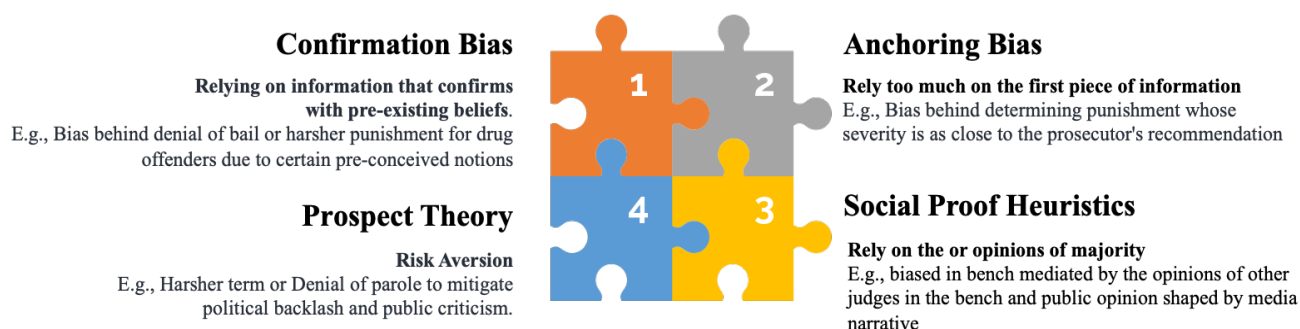 Confirmation Bias
Relying on information that confirms
with pre-existing beliefs.
E.g., Bias behind denial of bail or harsher punishment for drug
offenders due to certain pre-conceived notions
1
2
Anchoring Bias
Rely too much on the first piece of information
E.g., Bias behind determining punishment whose
severity is as close to the prosecutor's recommendation
Prospect Theory
Risk Aversion
E.g., Harsher term or Denial of parole to mitigate
political backlash and public criticism.
4
3
Social Proof Heuristics
Rely on the or opinions of majority
E.g., biased in bench mediated by the opinions of other
judges in the bench and public opinion shaped by media
narrative